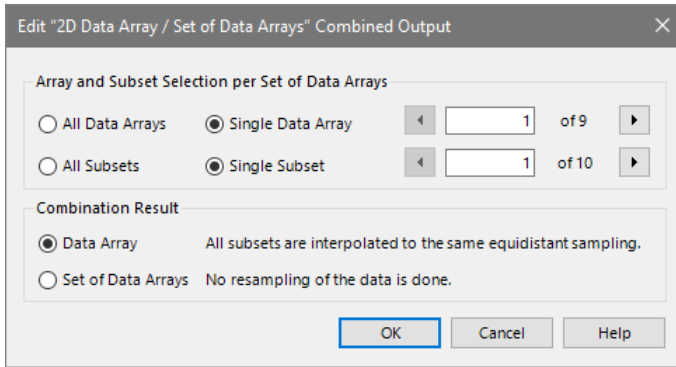 Edit "2D Data Array / Set of Data Arrays" Combined Output
Array and Subset Selection per Set of Data Arrays
All Data Arrays Single Data Array 1 of 9
All Subsets Single Subset 1 of 10
Combination Result
Data Array All subsets are interpolated to the same equidistant sampling.
Set of Data Arrays No resampling of the data is done.
OK Cancel Help